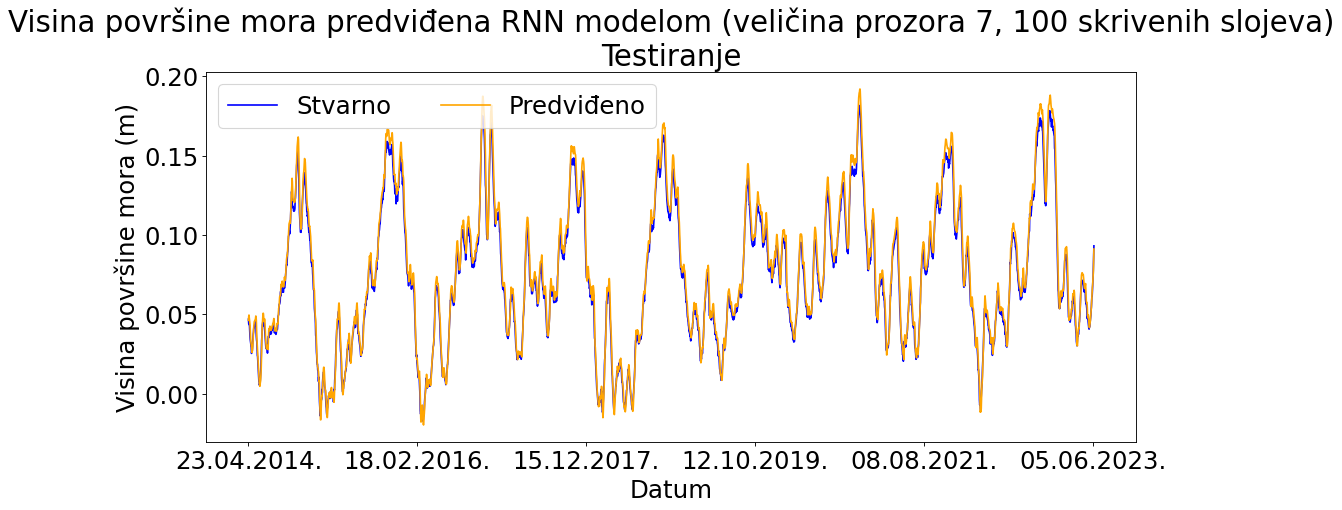 Visina površine mora predviđena RNN modelom (veličina prozora 7, 100 skrivenih slojeva)
Testiranje
Stvarno
Predviđeno
Visina površine mora (m)
0.20
0.15
0.10
0.05
0.00
23.04.2014.
18.02.2016.
15.12.2017.
12.10.2019.
08.08.2021.
05.06.2023.
Datum